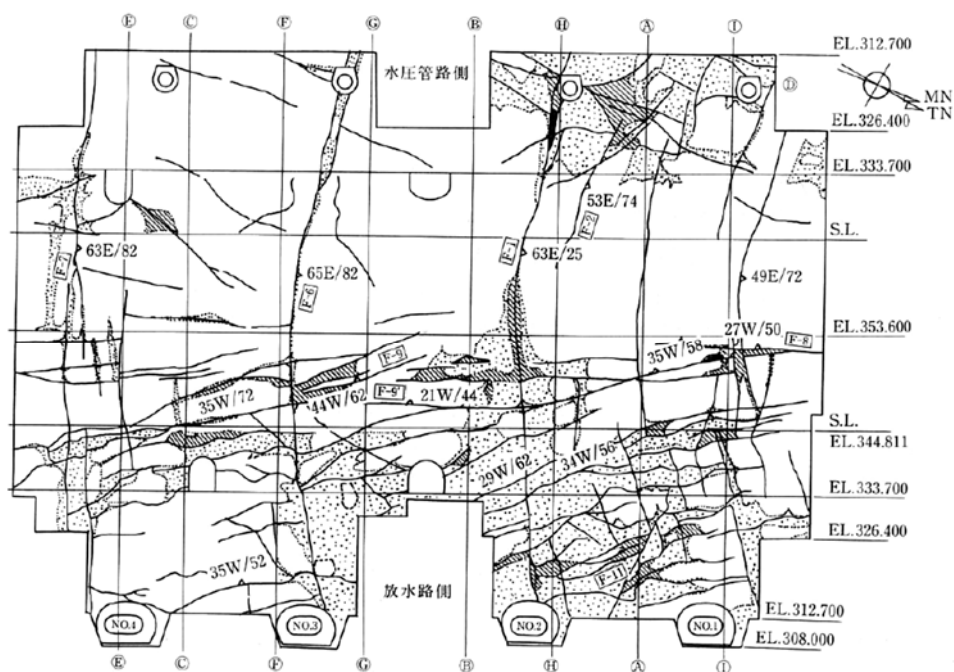 Ⓔ Ⓒ Ⓕ Ⓖ Ⓑ Ⓗ Ⓐ Ⓘ
EL.312.700
水圧管路側
Ⓓ
MN
TN
EL.326.400
EL.333.700
53E/74
F-2
S.L.
F-1
63E/82
63E/25
F-7
65E/82
49E/72
F-6
EL.353.600
27W/50
F-8
35W/58
F-9
35W/72
44W/62
F-9'
21W/44
S.L.
EL.344.811
29W/62
34W/56
EL.333.700
EL.326.400
35W/52
F-11
放水路側
EL.312.700
NO.4
NO.3
NO.2
NO.1
EL.308.000
Ⓔ Ⓒ Ⓕ Ⓖ Ⓑ Ⓗ Ⓐ Ⓘ